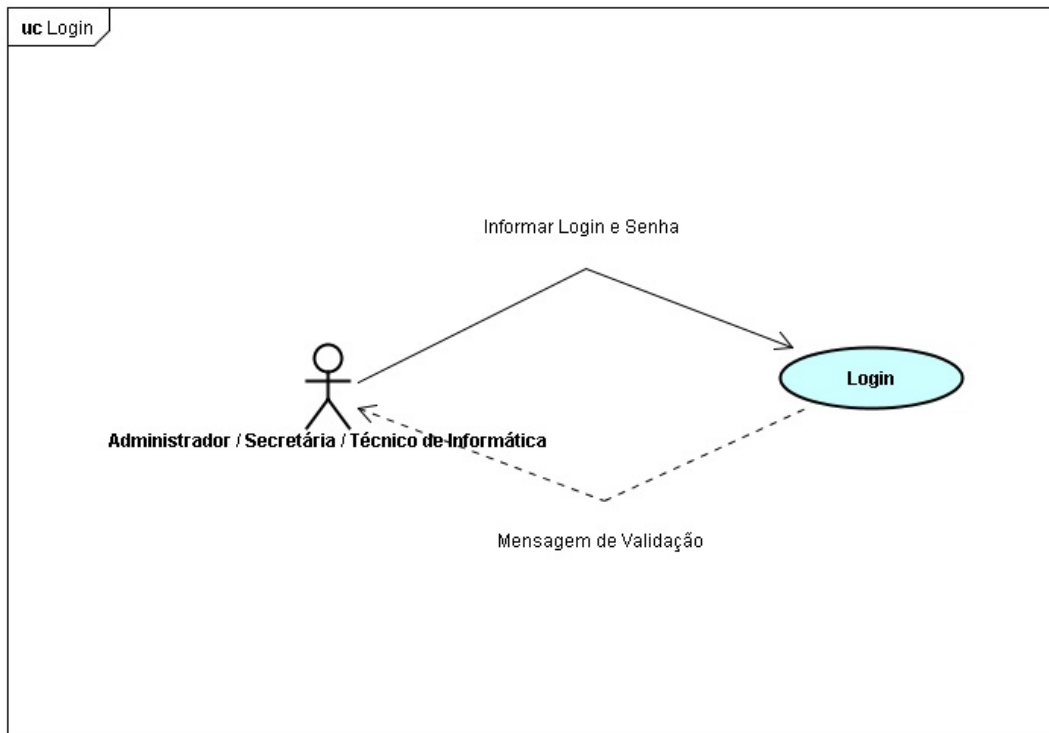 uc Login
Informar Login e Senha
Login
Administrador / Secretária / Técnico de Informática
Mensagem de Validação